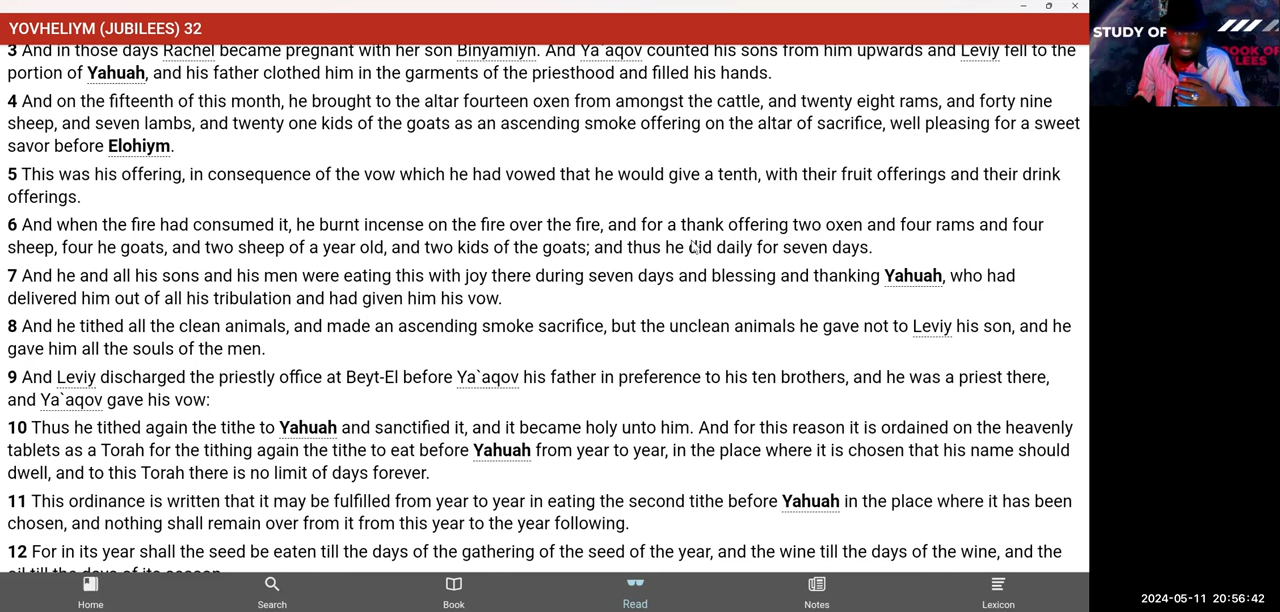 YOVHELIYM (JUBILEES) 32
STUDY OF
BOOK OF
3 And in those days Rachel became pregnant with her son Binyamiyn. And Ya`aqov counted his sons from him upwards and Leviy fell to the
portion of Yahuah, and his father clothed him in the garments of the priesthood and filled his hands.
4 And on the fifteenth of this month, he brought to the altar fourteen oxen from amongst the cattle, and twenty eight rams, and forty nine
sheep, and seven lambs, and twenty one kids of the goats as an ascending smoke offering on the altar of sacrifice, well pleasing for a sweet
savor before Elohiym.
5 This was his offering, in consequence of the vow which he had vowed that he would give a tenth, with their fruit offerings and their drink
offerings.
6 And when the fire had consumed it, he burnt incense on the fire over the fire, and for a thank offering two oxen and four rams and four
sheep, four he goats, and two sheep of a year old, and two kids of the goats; and thus he did daily for seven days.
7 And he and all his sons and his men were eating this with joy there during seven days and blessing and thanking Yahuah, who had
delivered him out of all his tribulation and had given him his vow.
8 And he tithed all the clean animals, and made an ascending smoke sacrifice, but the unclean animals he gave not to Leviy his son, and he
gave him all the souls of the men.
9 And Leviy discharged the priestly office at Beyt-El before Ya`aqov his father in preference to his ten brothers, and he was a priest there,
and Ya`aqov gave his vow:
10 Thus he tithed again the tithe to Yahuah and sanctified it, and it became holy unto him. And for this reason it is ordained on the heavenly
tablets as a Torah for the tithing again the tithe to eat before Yahuah from year to year, in the place where it is chosen that his name should
dwell, and to this Torah there is no limit of days forever.
11 This ordinance is written that it may be fulfilled from year to year in eating the second tithe before Yahuah in the place where it has been
chosen, and nothing shall remain over from it from this year to the year following.
12 For in its year shall the seed be eaten till the days of the gathering of the seed of the year, and the wine till the days of the wine, and the
oil till the days of its season
Home
Search
Book
Read
Notes
Lexicon
2024-05-11 20:56:42